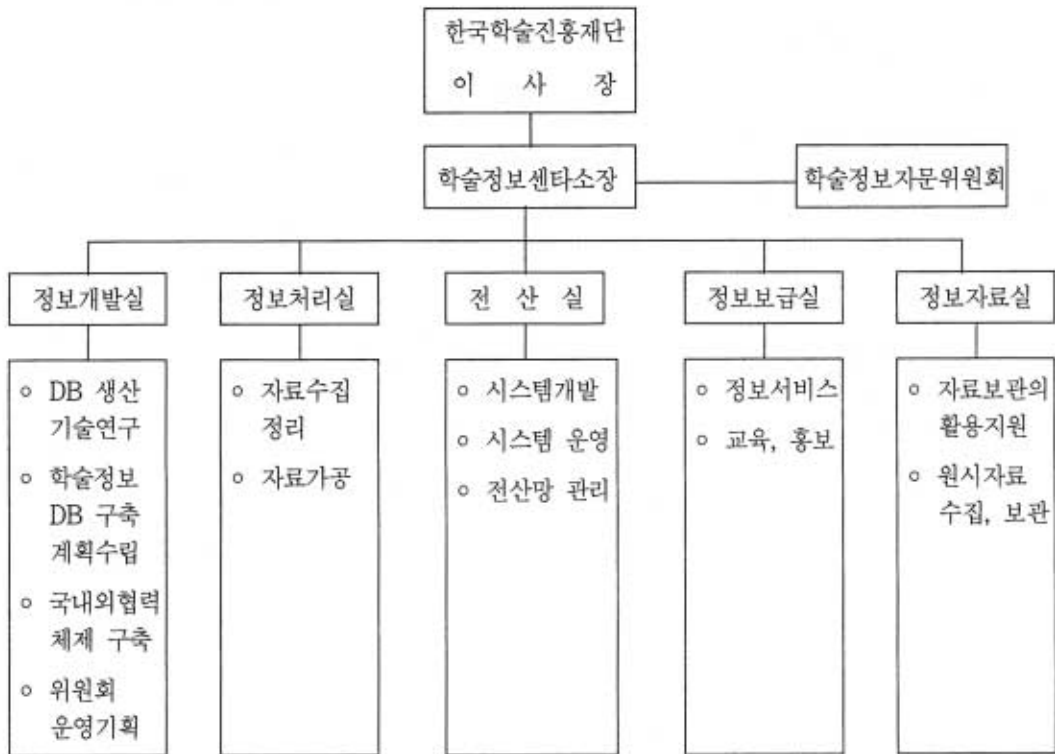 한국학술진흥재단
이 사 장
학술정보쎈타소장
학술정보자문위원회
정보개발실
정보처리실
전 산 실
정보보급실
정보자료실
○ DB 생산
기술연구
○ 학술정보
DB 구축
계획수립
○ 국내외협력
체제 구축
○ 위원회
운영기획
○ 자료수집
정리
○ 자료가공
○ 시스템개발
○ 시스템 운영
○ 전산망 관리
○ 정보서비스
○ 교육, 홍보
○ 자료보관의
활용지원
○ 원시자료
수집, 보관